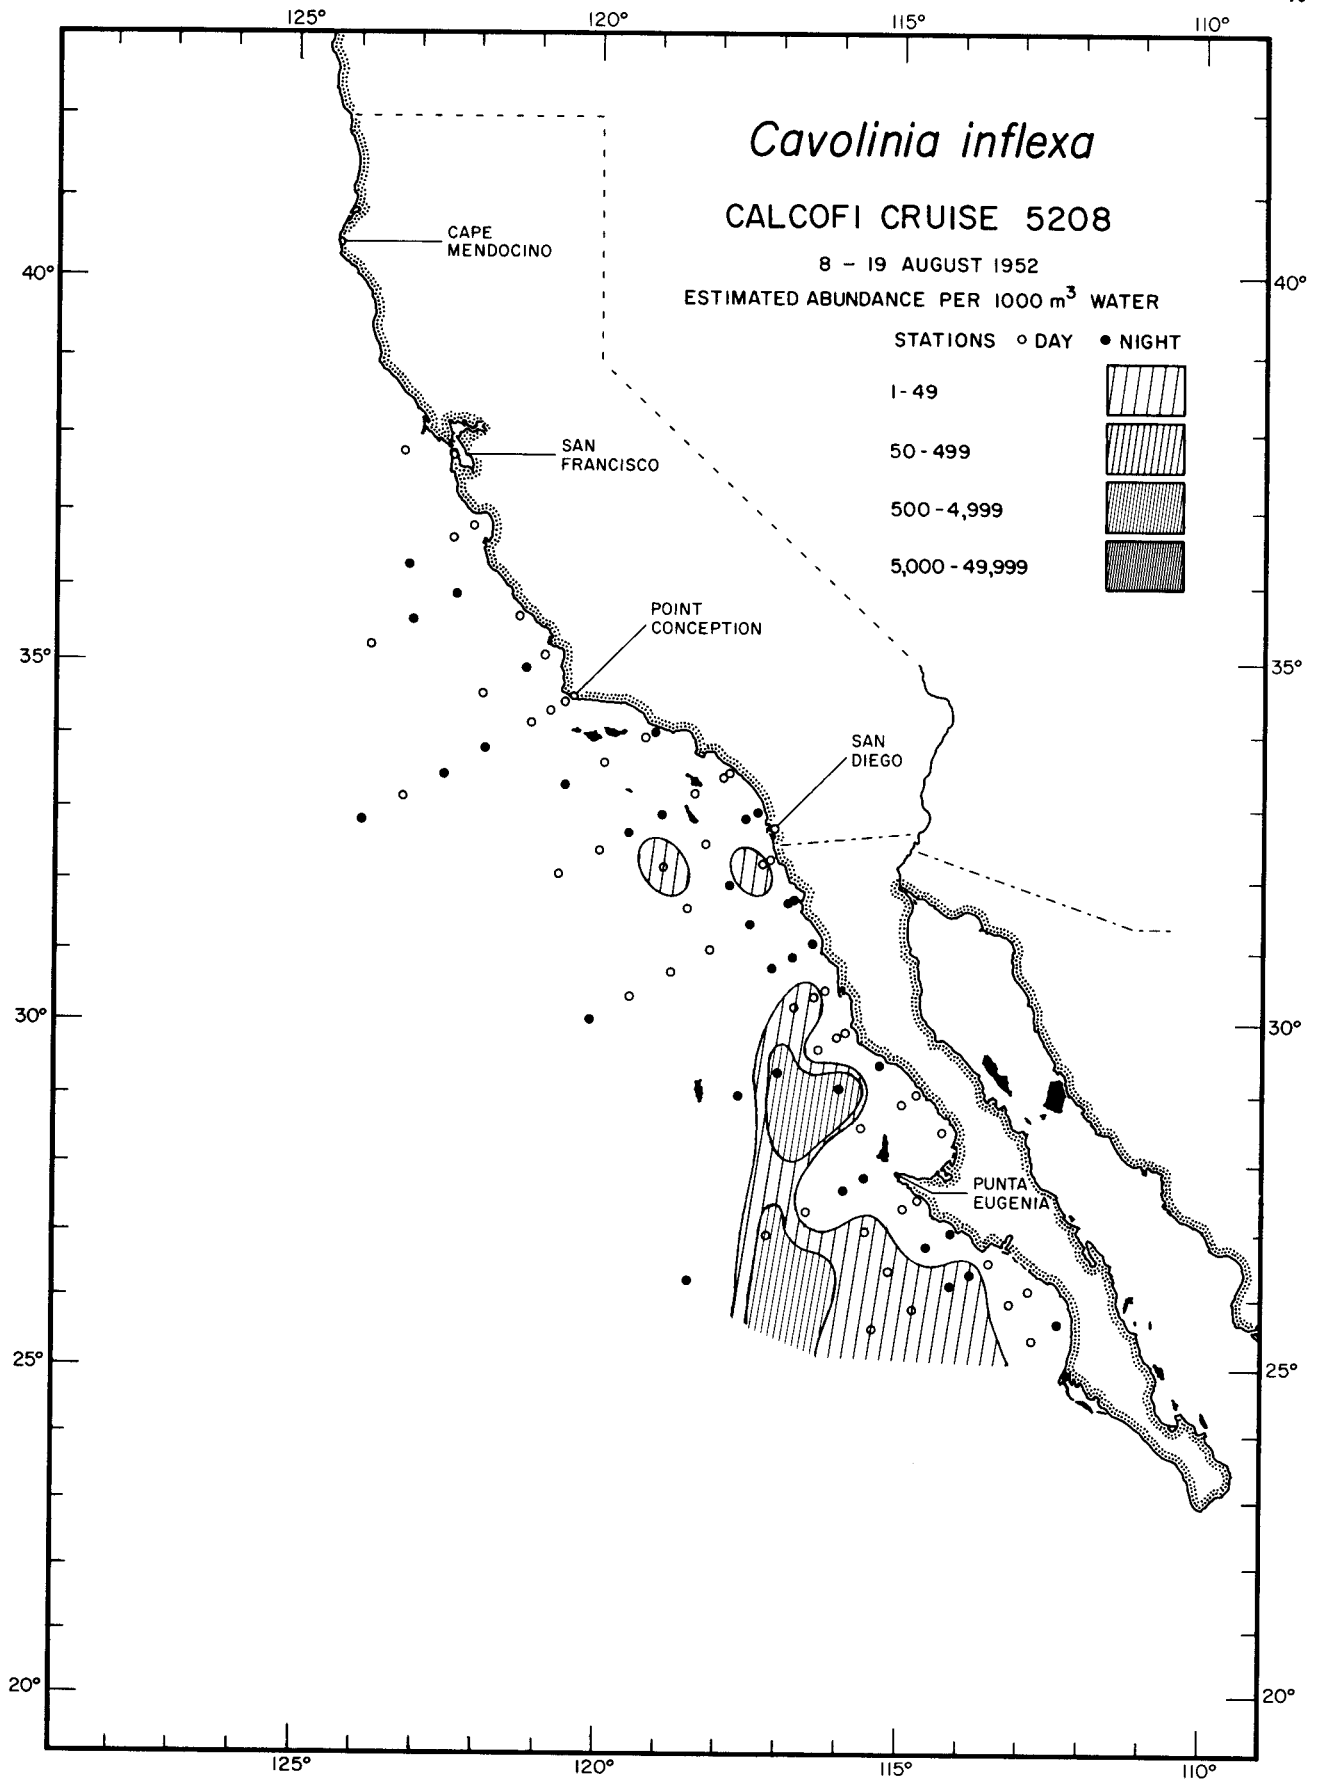 125°
120°
115°
110°
Cavolinia inflexa
CALCOFI CRUISE 5208
8 – 19 AUGUST 1952
ESTIMATED ABUNDANCE PER 1000 m³ WATER
STATIONS ○ DAY ● NIGHT
1 - 49
50 - 499
500 - 4,999
5,000 - 49,999
CAPE
MENDOCINO
40°
40°
SAN
FRANCISCO
POINT
CONCEPTION
35°
35°
SAN
DIEGO
30°
30°
PUNTA
EUGENIA
25°
25°
20°
20°
125°
120°
115°
110°